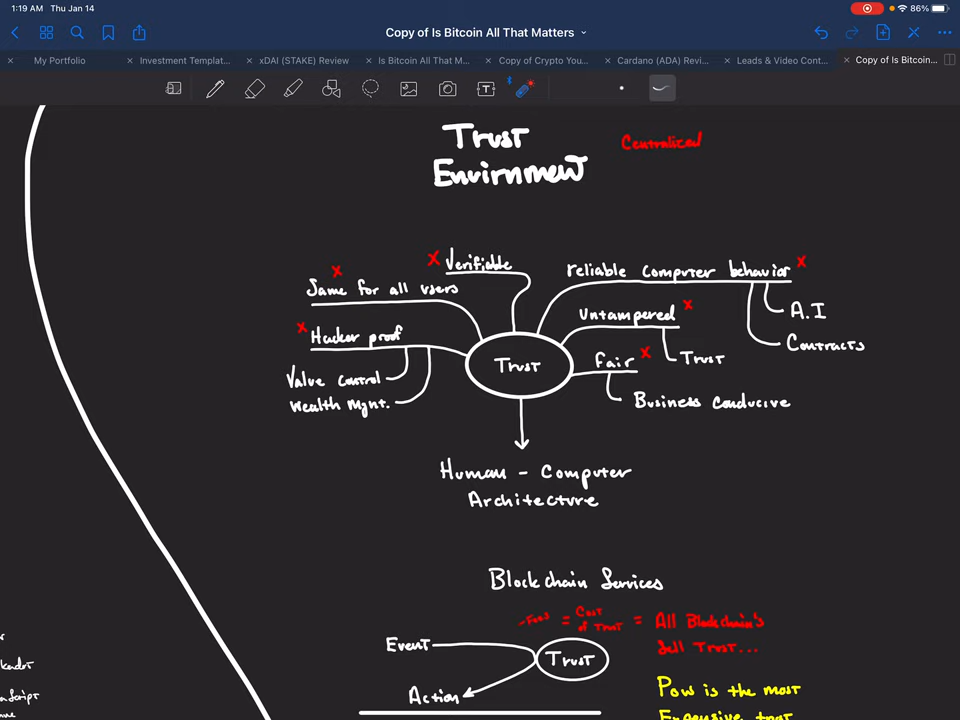 1:19 AM Thu Jan 14
86%
Copy of Is Bitcoin All That Matters
My Portfolio
Investment Templat...
xDAI (STAKE) Review
Is Bitcoin All That M...
Copy of Crypto You...
Cardano (ADA) Revi...
Leads & Video Cont...
Copy of Is Bitcoin...
Trust
Envirnment
Centralized
x Verifiable
reliable computer behavior x
A.I
Contracts
x
Same for all users
Untampered x
Trust
x Hacker proof
Value control
Wealth Mgnt.
Trust
fair x
Business Conducive
Human - Computer
Architecture
Blockchain Services
-Fees = Cost of Trust = All Blockchain's
Sell Trust...
Event
Trust
Action
Pow is the most
Expensive trust